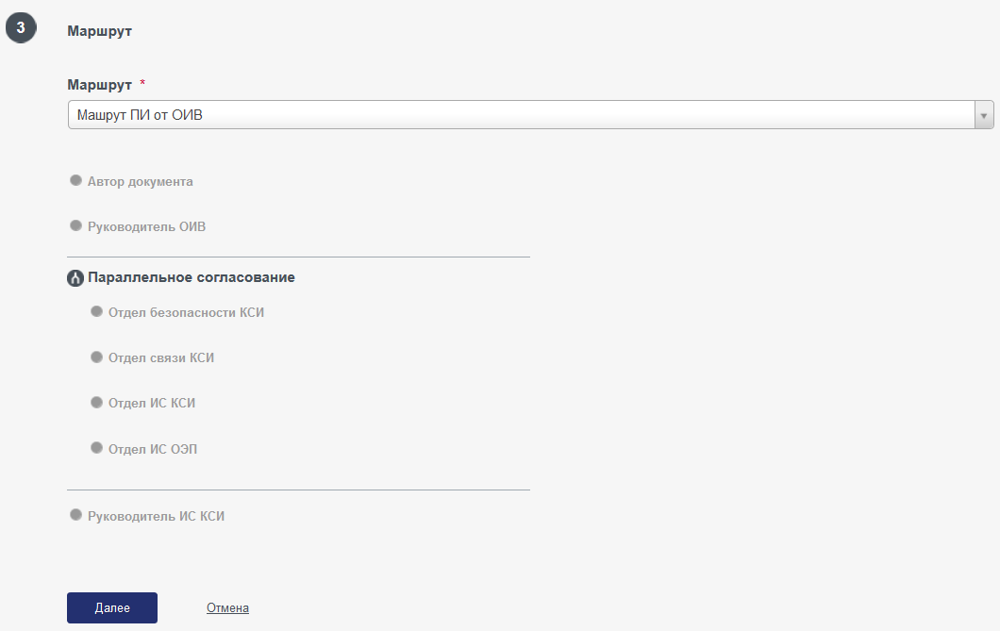 3
Маршрут
Маршрут *
Машрут ПИ от ОИВ
Автор документа
Руководитель ОИВ
Параллельное согласование
Отдел безопасности КСИ
Отдел связи КСИ
Отдел ИС КСИ
Отдел ИС ОЭП
Руководитель ИС КСИ
Далее Отмена